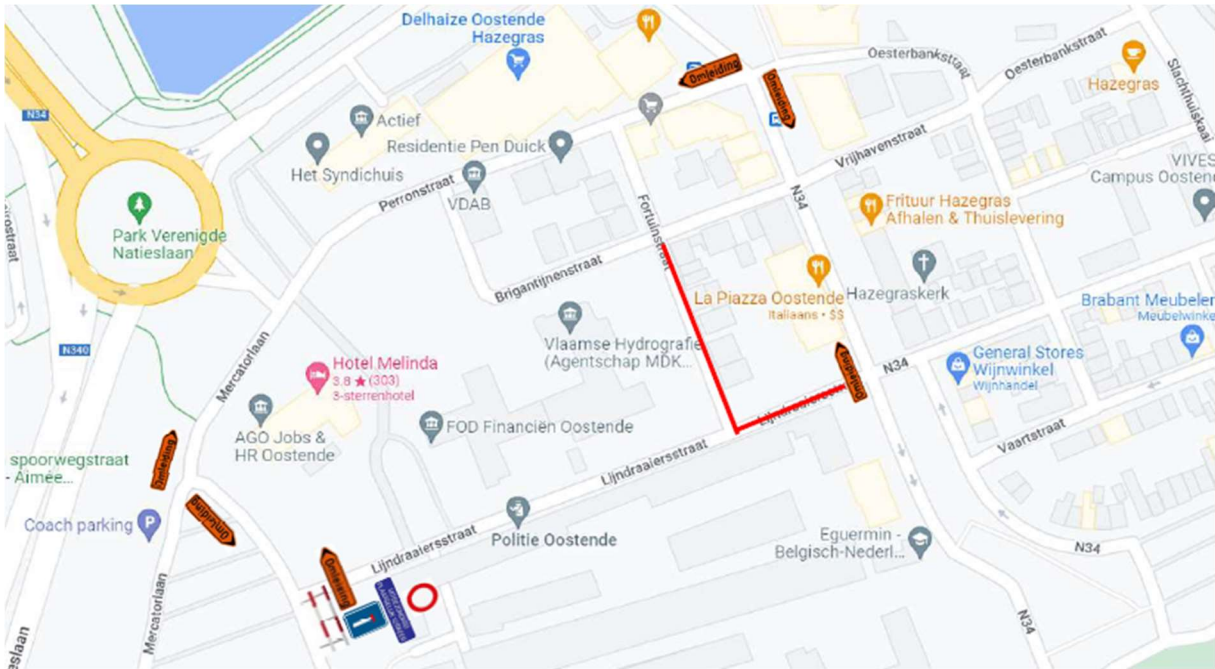 Delhaize Oostende
Hazegras
Omleiding
Omleiding
Oesterbankstraat
Oesterbankstraat
Hazegras
Slachthuiskaai
N34
Actief
Residentie Pen Duick
Het Syndichuis
VDAB
Perronstraat
Fortuinstraat
Vrijhavenstraat
VIVES
Campus Oostend
N34
Frituur Hazegras
Afhalen & Thuislevering
Park Verenigde
Natieslaan
Brigantijnenstraat
La Piazza Oostende
Italiaans • $$
Hazegraskerk
Brabant Meubelen
Meubelwinkel
Vlaamse Hydrografie
(Agentschap MDK...
N340
Mercatorlaan
Hotel Melinda
3.8 ★ (303)
3-sterrenhotel
Omleiding
N34
General Stores
Wijnwinkel
Wijnhandel
AGO Jobs &
HR Oostende
FOD Financiën Oostende
Lijndraaiersstraat
Vaartstraat
spoorwegstraat
- Aimée...
Omleiding
Omleiding
Coach parking
P
Politie Oostende
Lijndraaiersstraat
Eguermin -
Belgisch-Nederl...
N34
Omleiding
Mercatorlaan
N34